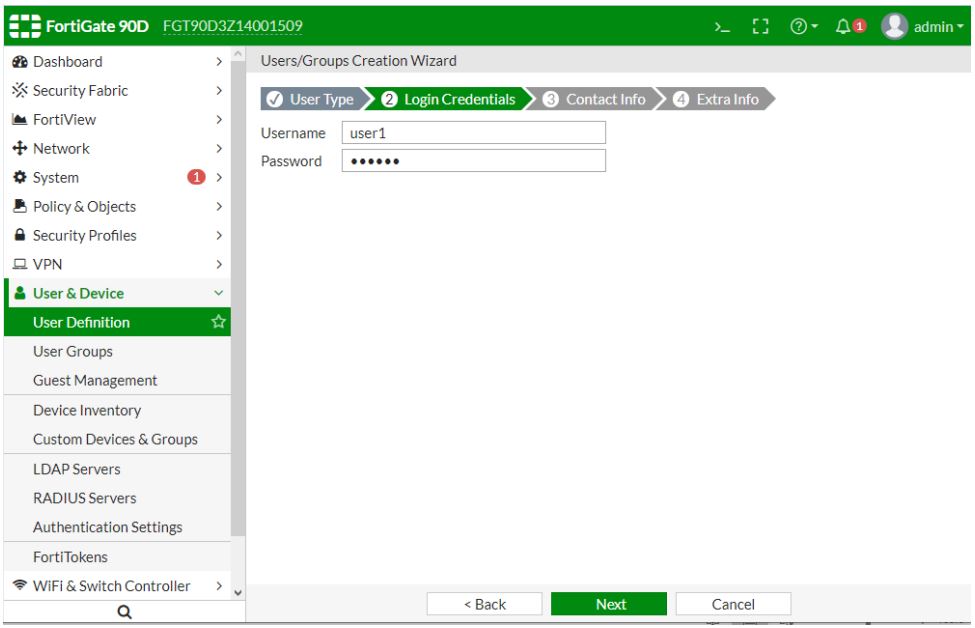 FortiGate 90D FGT90D3Z14001509 >_ ? 1 admin
Dashboard
Security Fabric
FortiView
Network
System 1
Policy & Objects
Security Profiles
VPN
User & Device
User Definition
User Groups
Guest Management
Device Inventory
Custom Devices & Groups
LDAP Servers
RADIUS Servers
Authentication Settings
FortiTokens
WiFi & Switch Controller
Users/Groups Creation Wizard
User Type 2 Login Credentials 3 Contact Info 4 Extra Info
Username user1
Password ••••••
< Back Next Cancel